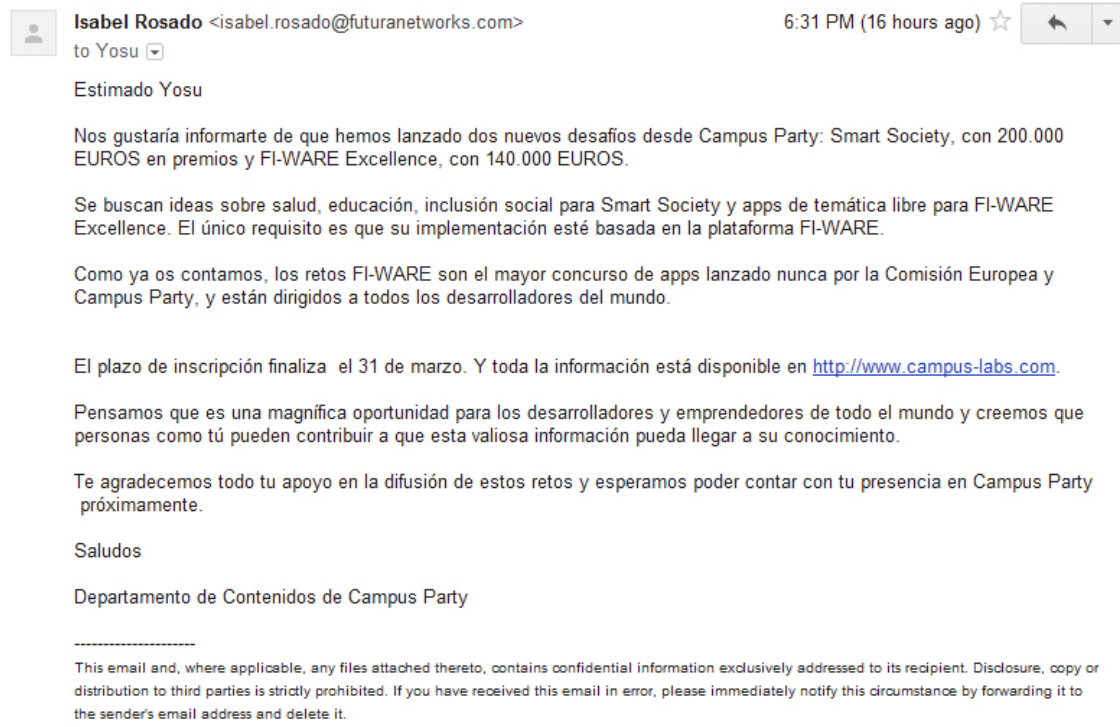 Isabel Rosado <isabel.rosado@futuranetworks.com> 6:31 PM (16 hours ago)
to Yosu
Estimado Yosu
Nos gustaría informarte de que hemos lanzado dos nuevos desafíos desde Campus Party: Smart Society, con 200.000
EUROS en premios y FI-WARE Excellence, con 140.000 EUROS.
Se buscan ideas sobre salud, educación, inclusión social para Smart Society y apps de temática libre para FI-WARE
Excellence. El único requisito es que su implementación esté basada en la plataforma FI-WARE.
Como ya os contamos, los retos FI-WARE son el mayor concurso de apps lanzado nunca por la Comisión Europea y
Campus Party, y están dirigidos a todos los desarrolladores del mundo.
El plazo de inscripción finaliza  el 31 de marzo. Y toda la información está disponible en http://www.campus-labs.com.
Pensamos que es una magnífica oportunidad para los desarrolladores y emprendedores de todo el mundo y creemos que
personas como tú pueden contribuir a que esta valiosa información pueda llegar a su conocimiento.
Te agradecemos todo tu apoyo en la difusión de estos retos y esperamos poder contar con tu presencia en Campus Party
próximamente.
Saludos
Departamento de Contenidos de Campus Party
---------------------
This email and, where applicable, any files attached thereto, contains confidential information exclusively addressed to its recipient. Disclosure, copy or
distribution to third parties is strictly prohibited. If you have received this email in error, please immediately notify this circumstance by forwarding it to
the sender's email address and delete it.